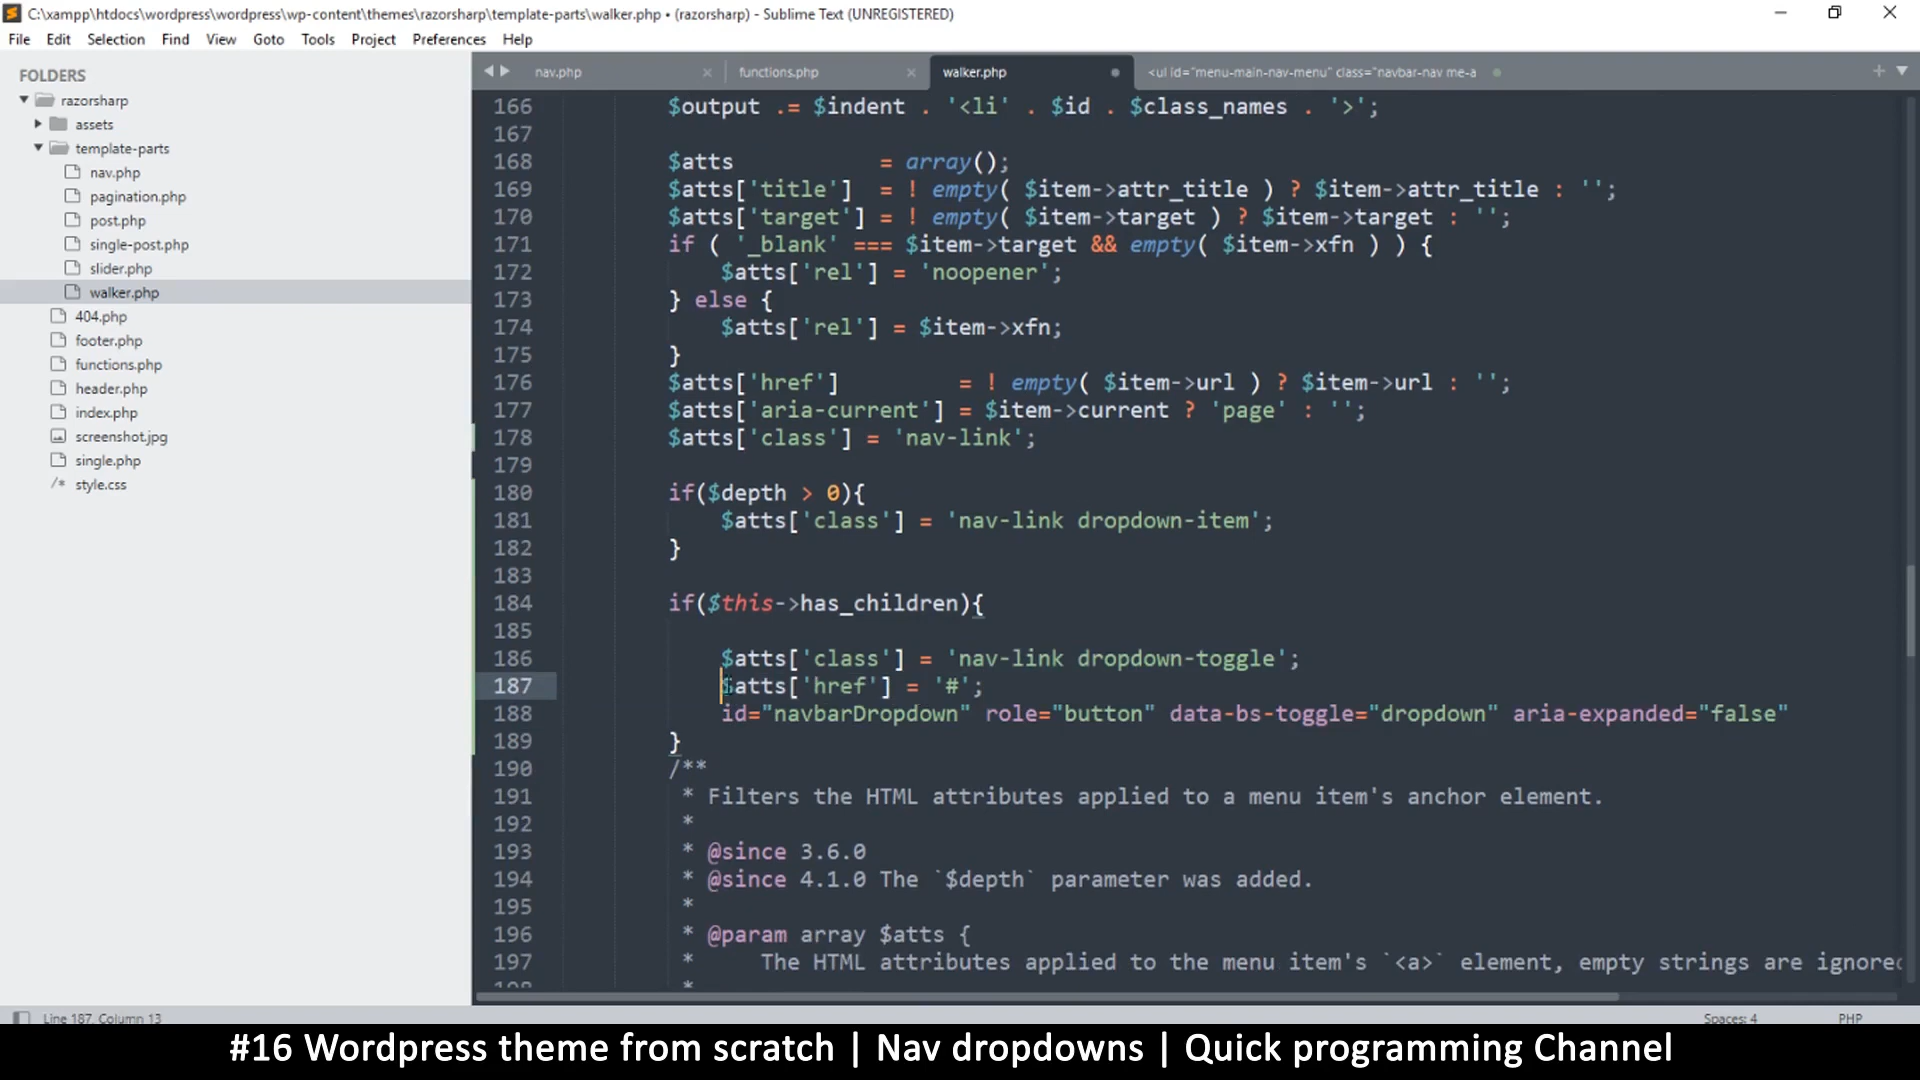 C:\xampp\htdocs\wordpress\wordpress\wp-content\themes\razorsharp\template-parts\walker.php • (razorsharp) - Sublime Text (UNREGISTERED)
File Edit Selection Find View Goto Tools Project Preferences Help
FOLDERS
razorsharp
assets
template-parts
nav.php
pagination.php
post.php
single-post.php
slider.php
walker.php
404.php
footer.php
functions.php
header.php
index.php
screenshot.jpg
single.php
/* style.css
nav.php functions.php walker.php <ul id="menu-main-nav-menu" class="navbar-nav me-a
166 $output .= $indent . '<li' . $id . $class_names . '>';
167
168 $atts = array();
169 $atts['title'] = ! empty( $item->attr_title ) ? $item->attr_title : '';
170 $atts['target'] = ! empty( $item->target ) ? $item->target : '';
171 if ( '_blank' === $item->target && empty( $item->xfn ) ) {
172 $atts['rel'] = 'noopener';
173 } else {
174 $atts['rel'] = $item->xfn;
175 }
176 $atts['href'] = ! empty( $item->url ) ? $item->url : '';
177 $atts['aria-current'] = $item->current ? 'page' : '';
178 $atts['class'] = 'nav-link';
179
180 if($depth > 0){
181 $atts['class'] = 'nav-link dropdown-item';
182 }
183
184 if($this->has_children){
185
186 $atts['class'] = 'nav-link dropdown-toggle';
187 $atts['href'] = '#';
188 id="navbarDropdown" role="button" data-bs-toggle="dropdown" aria-expanded="false"
189 }
190 /**
191 * Filters the HTML attributes applied to a menu item's anchor element.
192 *
193 * @since 3.6.0
194 * @since 4.1.0 The `$depth` parameter was added.
195 *
196 * @param array $atts {
197 * The HTML attributes applied to the menu item's `<a>` element, empty strings are ignored
198 *
Line 187, Column 13 Spaces: 4 PHP
#16 Wordpress theme from scratch | Nav dropdowns | Quick programming Channel